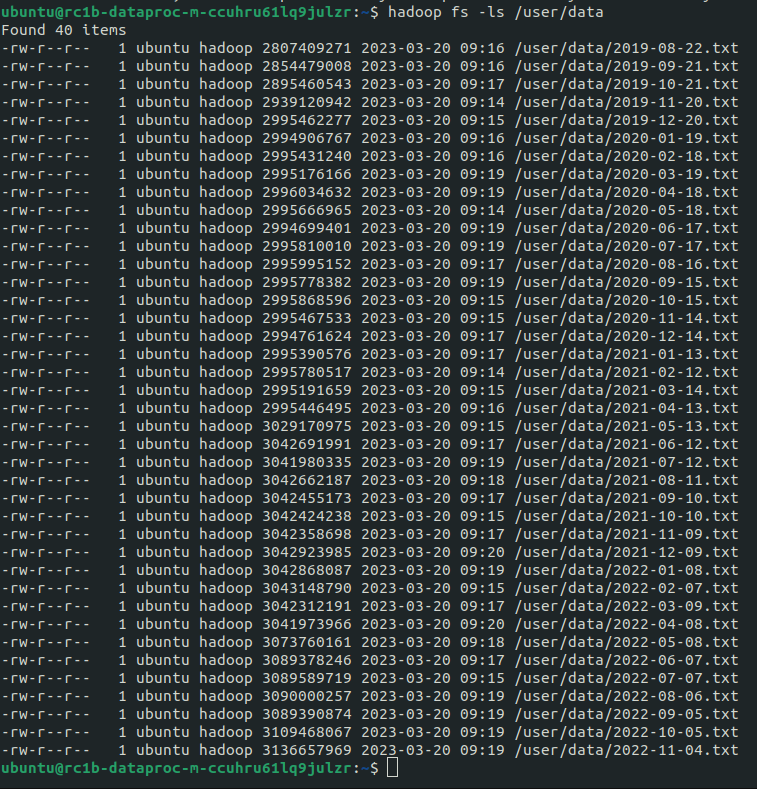 ubuntu@rc1b-dataproc-m-ccuhru61lq9julzr:~$ hadoop fs -ls /user/data
Found 40 items
-rw-r--r--   1 ubuntu hadoop 2807409271 2023-03-20 09:16 /user/data/2019-08-22.txt
-rw-r--r--   1 ubuntu hadoop 2854479008 2023-03-20 09:16 /user/data/2019-09-21.txt
-rw-r--r--   1 ubuntu hadoop 2895460543 2023-03-20 09:17 /user/data/2019-10-21.txt
-rw-r--r--   1 ubuntu hadoop 2939120942 2023-03-20 09:14 /user/data/2019-11-20.txt
-rw-r--r--   1 ubuntu hadoop 2995462277 2023-03-20 09:15 /user/data/2019-12-20.txt
-rw-r--r--   1 ubuntu hadoop 2994906767 2023-03-20 09:16 /user/data/2020-01-19.txt
-rw-r--r--   1 ubuntu hadoop 2995431240 2023-03-20 09:16 /user/data/2020-02-18.txt
-rw-r--r--   1 ubuntu hadoop 2995176166 2023-03-20 09:19 /user/data/2020-03-19.txt
-rw-r--r--   1 ubuntu hadoop 2996034632 2023-03-20 09:19 /user/data/2020-04-18.txt
-rw-r--r--   1 ubuntu hadoop 2995666965 2023-03-20 09:14 /user/data/2020-05-18.txt
-rw-r--r--   1 ubuntu hadoop 2994699401 2023-03-20 09:19 /user/data/2020-06-17.txt
-rw-r--r--   1 ubuntu hadoop 2995810010 2023-03-20 09:19 /user/data/2020-07-17.txt
-rw-r--r--   1 ubuntu hadoop 2995995152 2023-03-20 09:17 /user/data/2020-08-16.txt
-rw-r--r--   1 ubuntu hadoop 2995778382 2023-03-20 09:19 /user/data/2020-09-15.txt
-rw-r--r--   1 ubuntu hadoop 2995868596 2023-03-20 09:15 /user/data/2020-10-15.txt
-rw-r--r--   1 ubuntu hadoop 2995467533 2023-03-20 09:15 /user/data/2020-11-14.txt
-rw-r--r--   1 ubuntu hadoop 2994761624 2023-03-20 09:17 /user/data/2020-12-14.txt
-rw-r--r--   1 ubuntu hadoop 2995390576 2023-03-20 09:17 /user/data/2021-01-13.txt
-rw-r--r--   1 ubuntu hadoop 2995780517 2023-03-20 09:14 /user/data/2021-02-12.txt
-rw-r--r--   1 ubuntu hadoop 2995191659 2023-03-20 09:15 /user/data/2021-03-14.txt
-rw-r--r--   1 ubuntu hadoop 2995446495 2023-03-20 09:16 /user/data/2021-04-13.txt
-rw-r--r--   1 ubuntu hadoop 3029170975 2023-03-20 09:15 /user/data/2021-05-13.txt
-rw-r--r--   1 ubuntu hadoop 3042691991 2023-03-20 09:17 /user/data/2021-06-12.txt
-rw-r--r--   1 ubuntu hadoop 3041980335 2023-03-20 09:19 /user/data/2021-07-12.txt
-rw-r--r--   1 ubuntu hadoop 3042662187 2023-03-20 09:18 /user/data/2021-08-11.txt
-rw-r--r--   1 ubuntu hadoop 3042455173 2023-03-20 09:17 /user/data/2021-09-10.txt
-rw-r--r--   1 ubuntu hadoop 3042424238 2023-03-20 09:15 /user/data/2021-10-10.txt
-rw-r--r--   1 ubuntu hadoop 3042358698 2023-03-20 09:17 /user/data/2021-11-09.txt
-rw-r--r--   1 ubuntu hadoop 3042923985 2023-03-20 09:20 /user/data/2021-12-09.txt
-rw-r--r--   1 ubuntu hadoop 3042868087 2023-03-20 09:19 /user/data/2022-01-08.txt
-rw-r--r--   1 ubuntu hadoop 3043148790 2023-03-20 09:15 /user/data/2022-02-07.txt
-rw-r--r--   1 ubuntu hadoop 3042312191 2023-03-20 09:17 /user/data/2022-03-09.txt
-rw-r--r--   1 ubuntu hadoop 3041973966 2023-03-20 09:20 /user/data/2022-04-08.txt
-rw-r--r--   1 ubuntu hadoop 3073760161 2023-03-20 09:18 /user/data/2022-05-08.txt
-rw-r--r--   1 ubuntu hadoop 3089378246 2023-03-20 09:17 /user/data/2022-06-07.txt
-rw-r--r--   1 ubuntu hadoop 3089589719 2023-03-20 09:15 /user/data/2022-07-07.txt
-rw-r--r--   1 ubuntu hadoop 3090000257 2023-03-20 09:19 /user/data/2022-08-06.txt
-rw-r--r--   1 ubuntu hadoop 3089390874 2023-03-20 09:19 /user/data/2022-09-05.txt
-rw-r--r--   1 ubuntu hadoop 3109468067 2023-03-20 09:19 /user/data/2022-10-05.txt
-rw-r--r--   1 ubuntu hadoop 3136657969 2023-03-20 09:19 /user/data/2022-11-04.txt
ubuntu@rc1b-dataproc-m-ccuhru61lq9julzr:~$